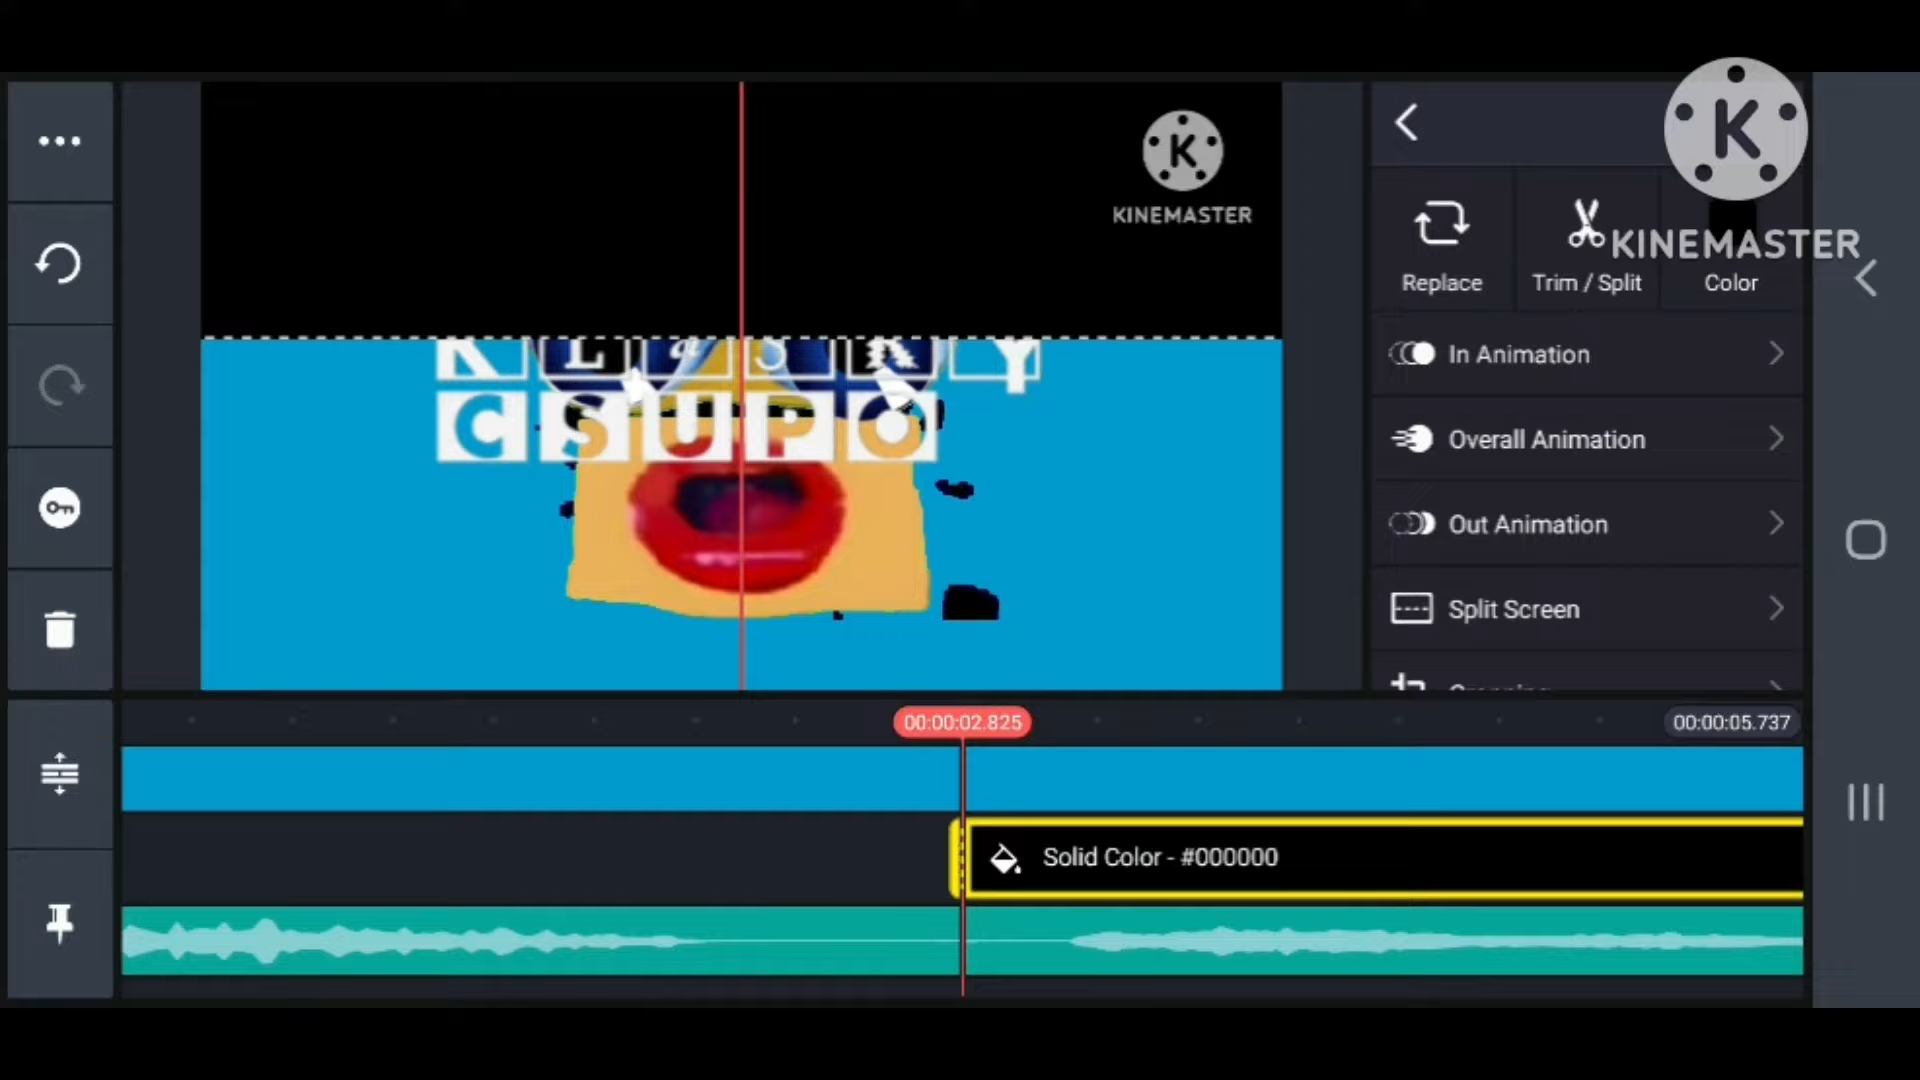 K
KINEMASTER
K
KINEMASTER
Replace
Trim / Split
Color
In Animation
Overall Animation
Out Animation
Split Screen
KLaSKY
CSUPO
00:00:02.825
00:00:05.737
Solid Color - #000000